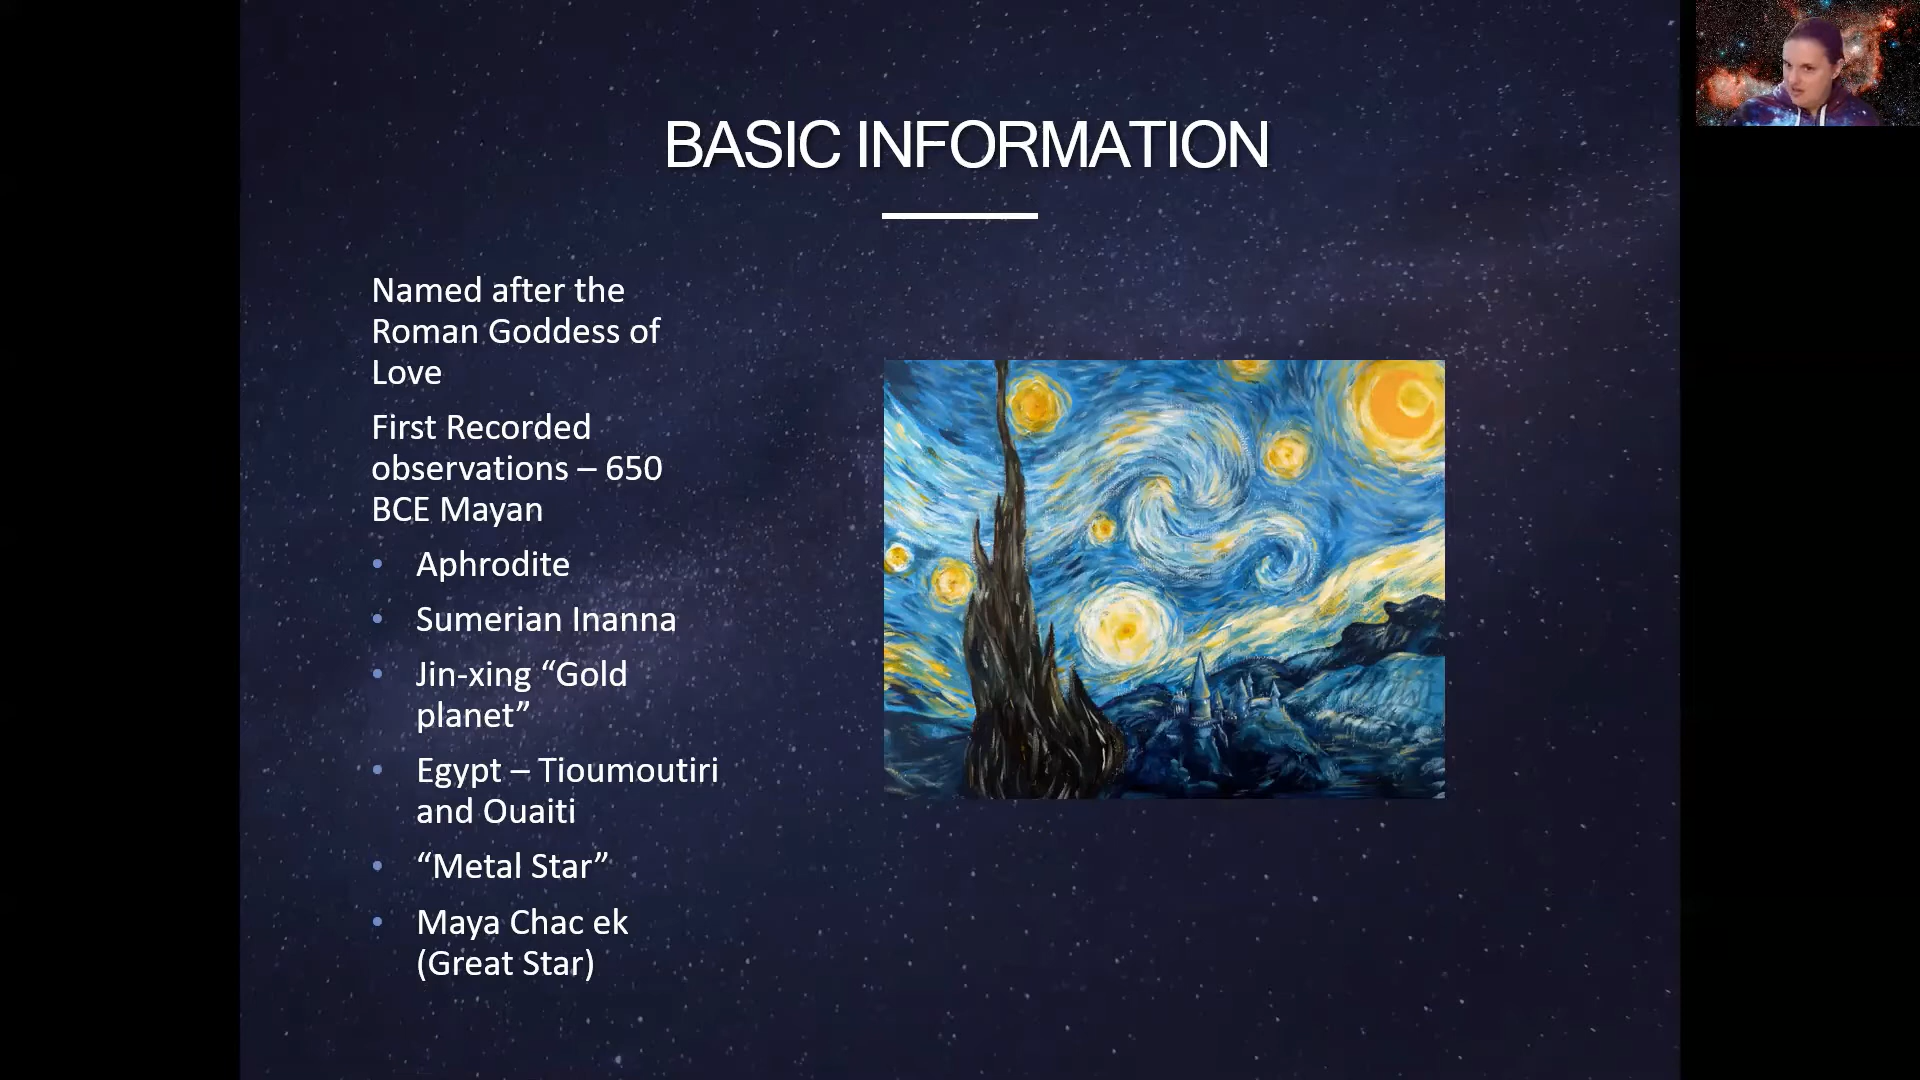 BASIC INFORMATION
Named after the
Roman Goddess of
Love
First Recorded
observations – 650
BCE Mayan
• Aphrodite
• Sumerian Inanna
• Jin-xing “Gold
planet”
• Egypt – Tioumoutiri
and Ouaiti
• “Metal Star”
• Maya Chac ek
(Great Star)